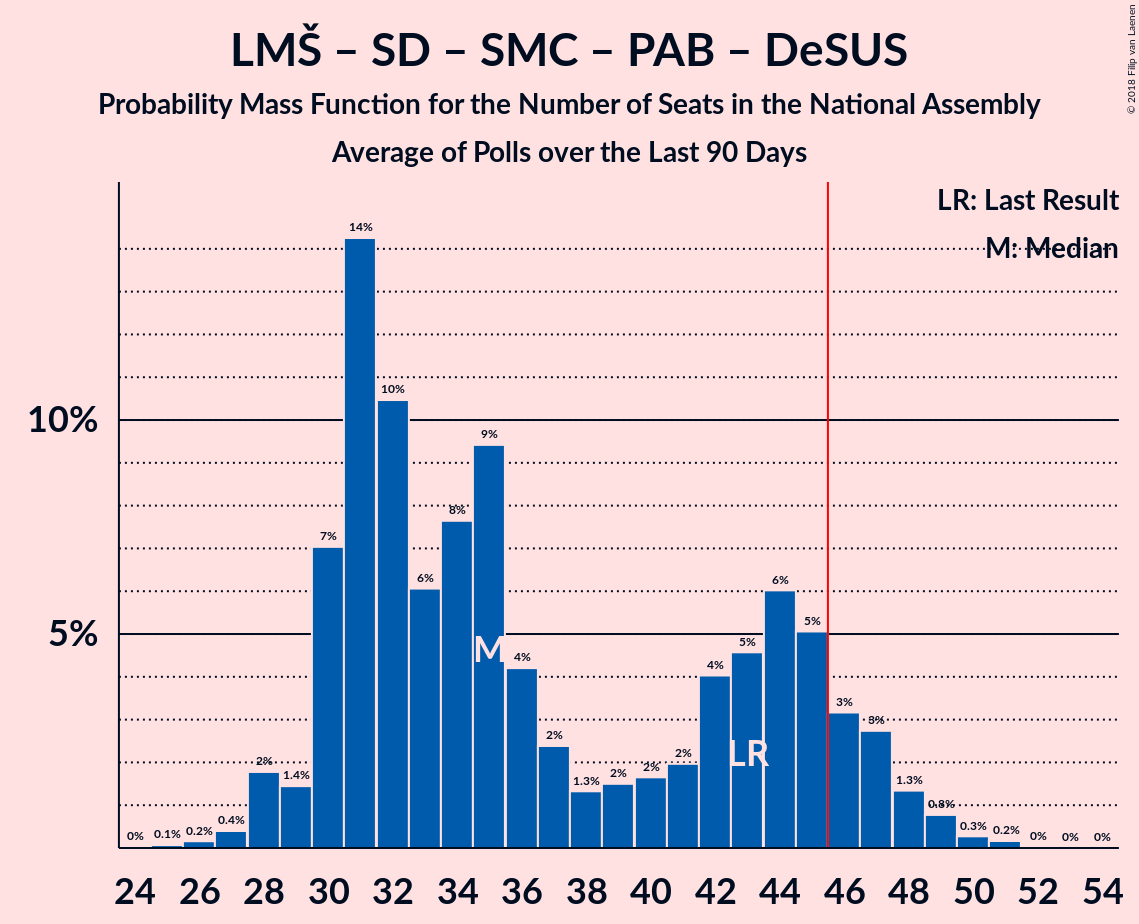 LMŠ – SD – SMC – PAB – DeSUS
Probability Mass Function for the Number of Seats in the National Assembly
Average of Polls over the Last 90 Days
© 2018 Filip van Laenen
LR: Last Result
M: Median
10%
5%
0% 0.1% 0.2% 0.4% 2% 1.4% 7% 14% 10% 6% 8% 9% 4% 2% 1.3% 2% 2% 2% 4% 5% 6% 5% 3% 3% 1.3% 0.8% 0.3% 0.2% 0% 0% 0%
M
LR
24 26 28 30 32 34 36 38 40 42 44 46 48 50 52 54